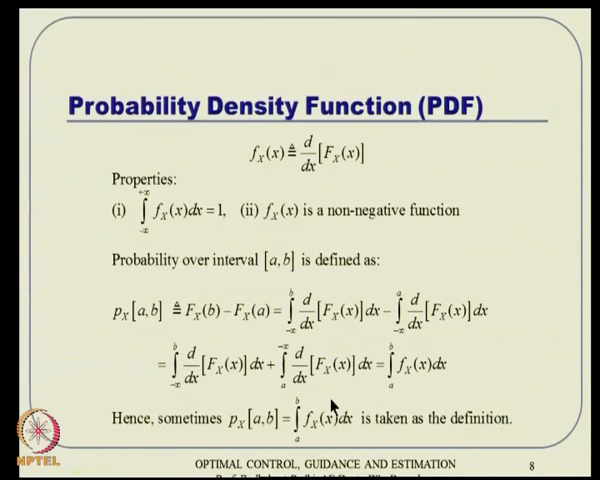 Probability Density Function (PDF)
f_X(x) ≜ d/dx [F_X(x)]
Properties:
(i) ∫_{-∞}^{+∞} f_X(x)dx = 1, (ii) f_X(x) is a non-negative function
Probability over interval [a,b] is defined as:
p_X[a,b] ≜ F_X(b) − F_X(a) = ∫_{-∞}^{b} d/dx [F_X(x)] dx − ∫_{-∞}^{a} d/dx [F_X(x)] dx
= ∫_{-∞}^{b} d/dx [F_X(x)] dx + ∫_{a}^{-∞} d/dx [F_X(x)] dx = ∫_{a}^{b} f_X(x)dx
Hence, sometimes p_X[a,b] = ∫_{a}^{b} f_X(x)dx is taken as the definition.
NPTEL
OPTIMAL CONTROL, GUIDANCE AND ESTIMATION 8